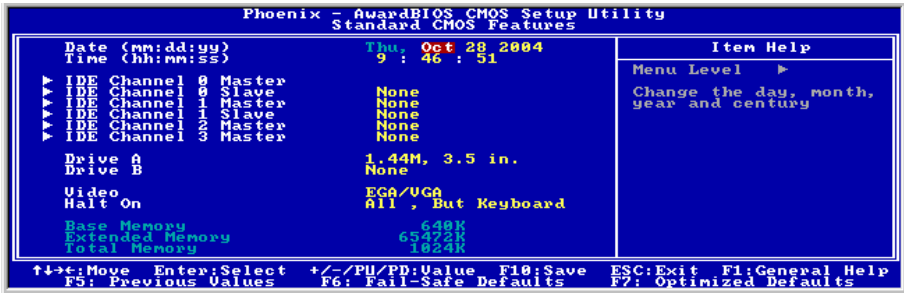 Phoenix - AwardBIOS CMOS Setup Utility
Standard CMOS Features
Date (mm:dd:yy) Thu, Oct 28 2004
Time (hh:mm:ss) 9 : 46 : 51
► IDE Channel 0 Master
► IDE Channel 0 Slave None
► IDE Channel 1 Master None
► IDE Channel 1 Slave None
► IDE Channel 2 Master None
► IDE Channel 3 Master None
Drive A 1.44M, 3.5 in.
Drive B None
Video EGA/VGA
Halt On All , But Keyboard
Base Memory 640K
Extended Memory 65472K
Total Memory 1024K
Item Help
Menu Level ►
Change the day, month,
year and century
↑↓→←:Move Enter:Select +/-/PU/PD:Value F10:Save ESC:Exit F1:General Help
F5: Previous Values F6: Fail-Safe Defaults F7: Optimized Defaults